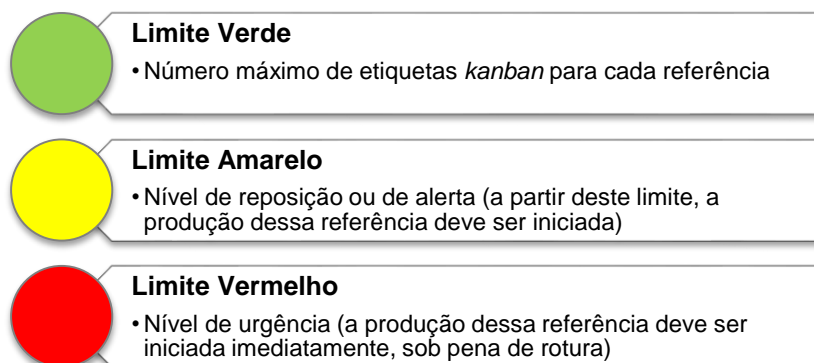 Limite Verde
• Número máximo de etiquetas kanban para cada referência
Limite Amarelo
• Nível de reposição ou de alerta (a partir deste limite, a
produção dessa referência deve ser iniciada)
Limite Vermelho
• Nível de urgência (a produção dessa referência deve ser
iniciada imediatamente, sob pena de rotura)